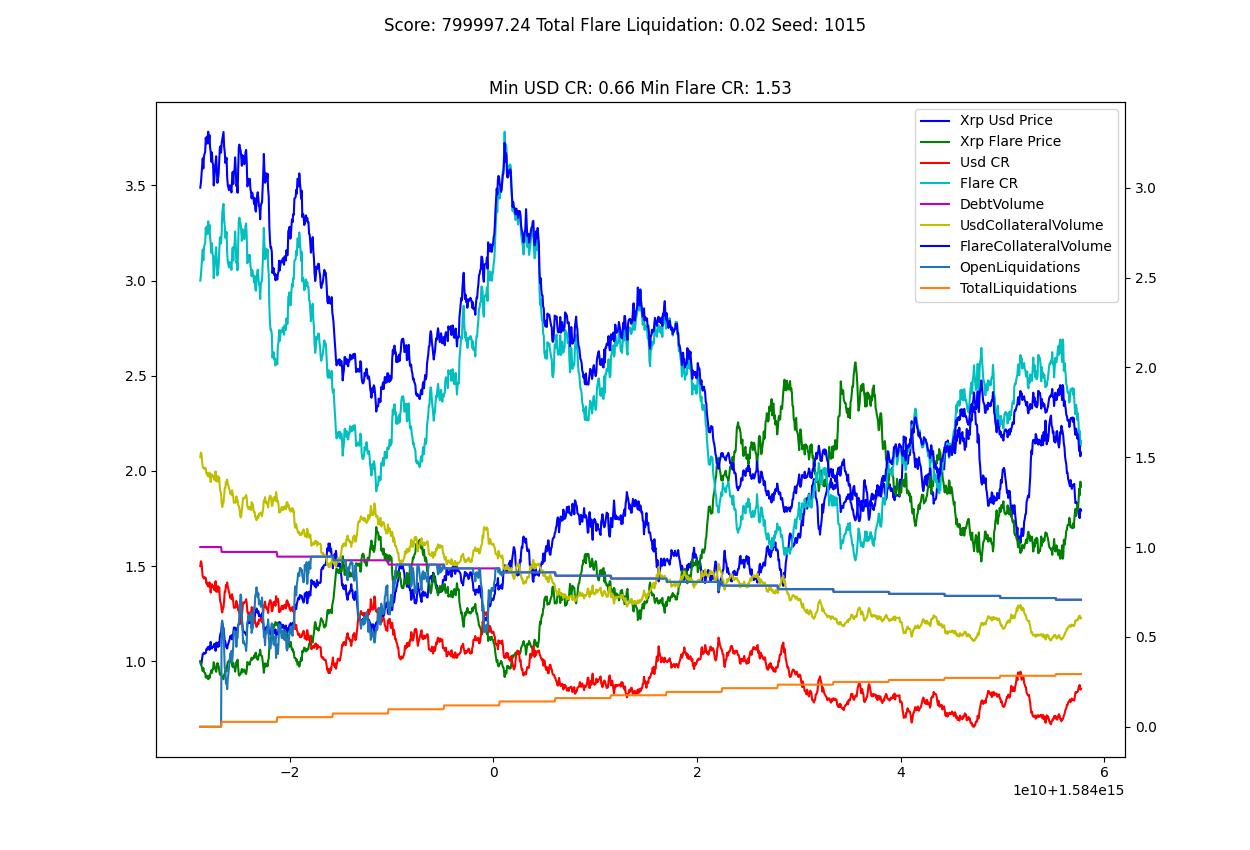 Score: 799997.24 Total Flare Liquidation: 0.02 Seed: 1015
Min USD CR: 0.66 Min Flare CR: 1.53
Xrp Usd Price
Xrp Flare Price
Usd CR
Flare CR
DebtVolume
UsdCollateralVolume
FlareCollateralVolume
OpenLiquidations
TotalLiquidations
3.5
3.0
2.5
2.0
1.5
1.0
3.0
2.5
2.0
1.5
1.0
0.5
0.0
−2
0
2
4
6
1e10+1.584e15